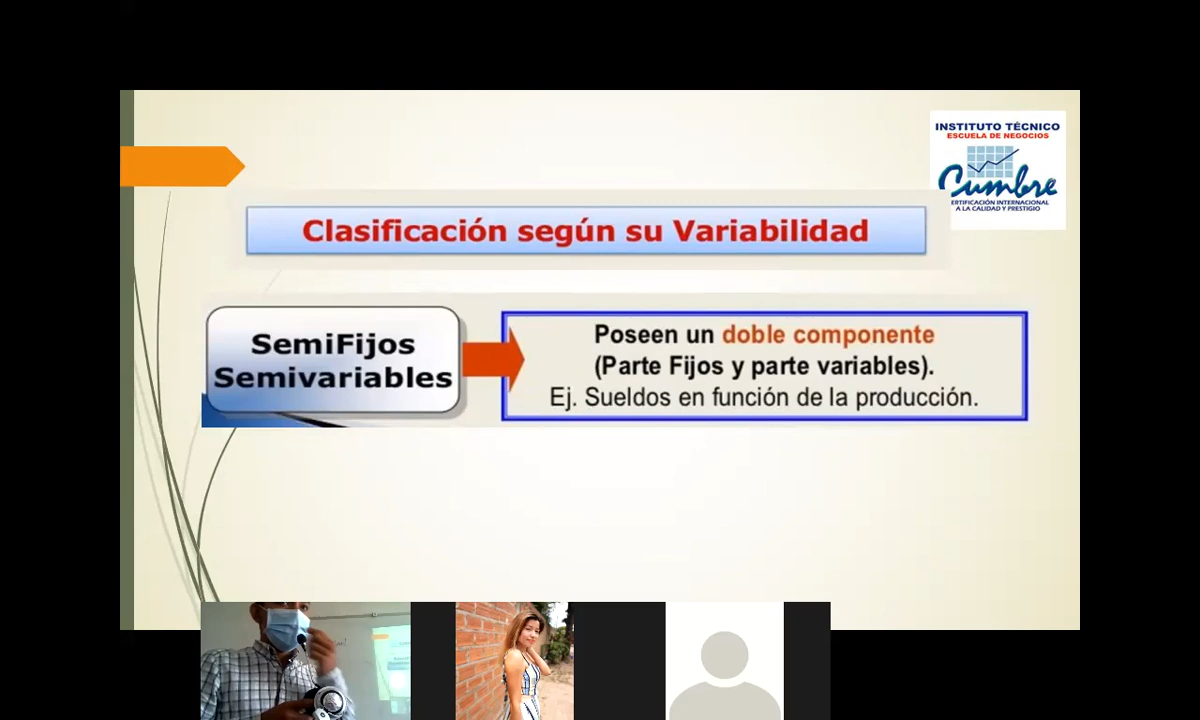 INSTITUTO TÉCNICO
ESCUELA DE NEGOCIOS
Cumbre
ERTIFICACIÓN INTERNACIONAL
A LA CALIDAD Y PRESTIGIO
Clasificación según su Variabilidad
SemiFijos
Semivariables
Poseen un doble componente
(Parte Fijos y parte variables).
Ej. Sueldos en función de la producción.